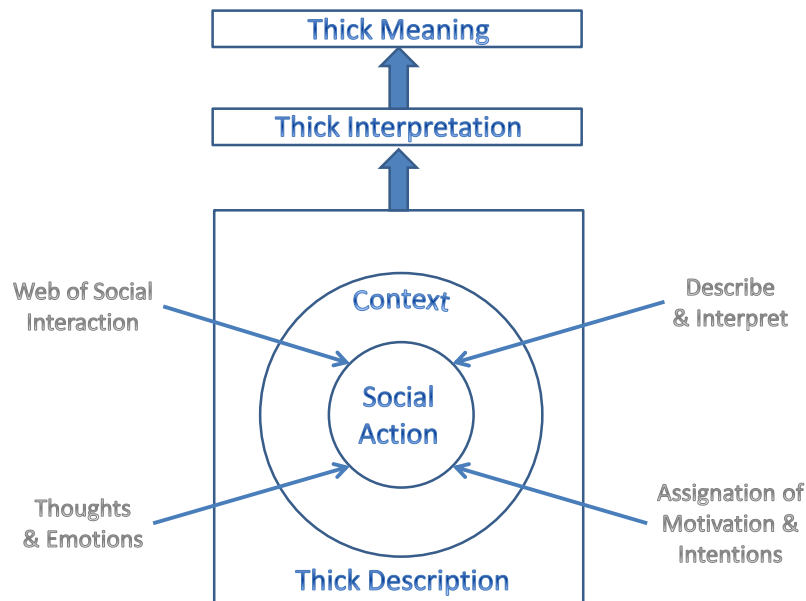 Thick Meaning
Thick Interpretation
Context
Web of Social
Interaction
Describe
& Interpret
Social
Action
Thoughts
& Emotions
Assignation of
Motivation &
Intentions
Thick Description